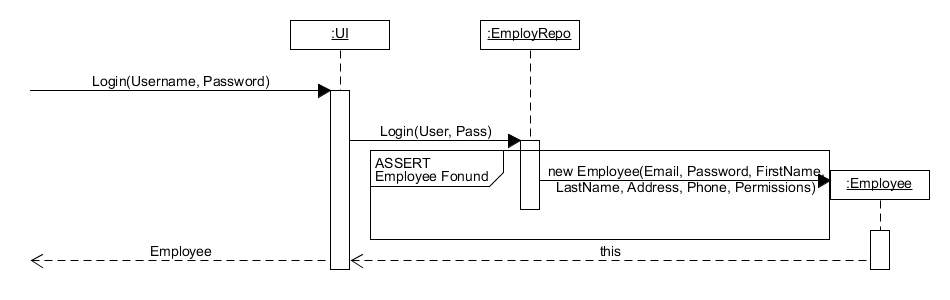 :UI
:EmployRepo
Login(Username, Password)
Login(User, Pass)
ASSERT
Employee Fonund
new Employee(Email, Password, FirstName,
LastName, Address, Phone, Permissions)
:Employee
Employee
this